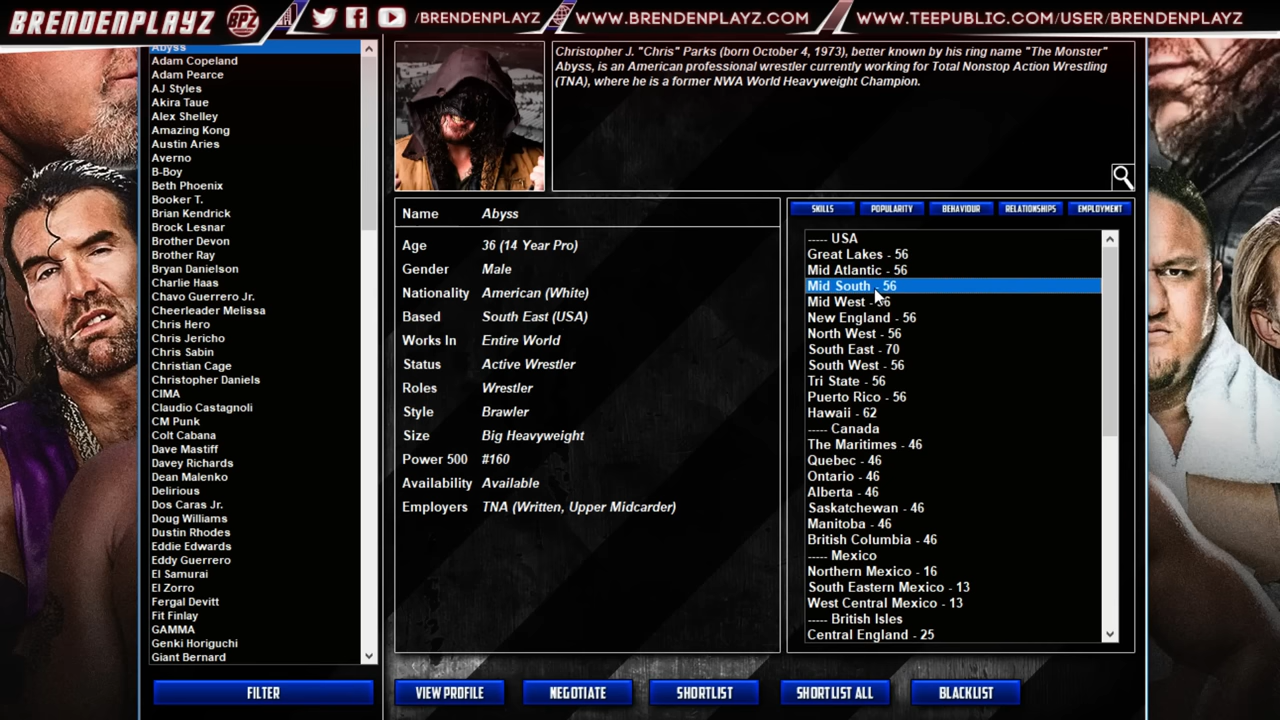 BRENDENPLAYZ BPZ /BRENDENPLAYZ WWW.BRENDENPLAYZ.COM WWW.TEEPUBLIC.COM/USER/BRENDENPLAYZ
Abyss
Adam Copeland
Adam Pearce
AJ Styles
Akira Taue
Alex Shelley
Amazing Kong
Austin Aries
Averno
B-Boy
Beth Phoenix
Booker T.
Brian Kendrick
Brock Lesnar
Brother Devon
Brother Ray
Bryan Danielson
Charlie Haas
Chavo Guerrero Jr.
Cheerleader Melissa
Chris Hero
Chris Jericho
Chris Sabin
Christian Cage
Christopher Daniels
CIMA
Claudio Castagnoli
CM Punk
Colt Cabana
Dave Mastiff
Davey Richards
Dean Malenko
Delirious
Dos Caras Jr.
Doug Williams
Dustin Rhodes
Eddie Edwards
Eddy Guerrero
El Samurai
El Zorro
Fergal Devitt
Fit Finlay
GAMMA
Genki Horiguchi
Giant Bernard
FILTER
Christopher J. "Chris" Parks (born October 4, 1973), better known by his ring name "The Monster"
Abyss, is an American professional wrestler currently working for Total Nonstop Action Wrestling
(TNA), where he is a former NWA World Heavyweight Champion.
Name Abyss
Age 36 (14 Year Pro)
Gender Male
Nationality American (White)
Based South East (USA)
Works In Entire World
Status Active Wrestler
Roles Wrestler
Style Brawler
Size Big Heavyweight
Power 500 #160
Availability Available
Employers TNA (Written, Upper Midcarder)
SKILLS POPULARITY BEHAVIOUR RELATIONSHIPS EMPLOYMENT
----- USA
Great Lakes - 56
Mid Atlantic - 56
Mid South - 56
Mid West - 56
New England - 56
North West - 56
South East - 70
South West - 56
Tri State - 56
Puerto Rico - 56
Hawaii - 62
----- Canada
The Maritimes - 46
Quebec - 46
Ontario - 46
Alberta - 46
Saskatchewan - 46
Manitoba - 46
British Columbia - 46
----- Mexico
Northern Mexico - 16
South Eastern Mexico - 13
West Central Mexico - 13
----- British Isles
Central England - 25
VIEW PROFILE NEGOTIATE SHORTLIST SHORTLIST ALL BLACKLIST